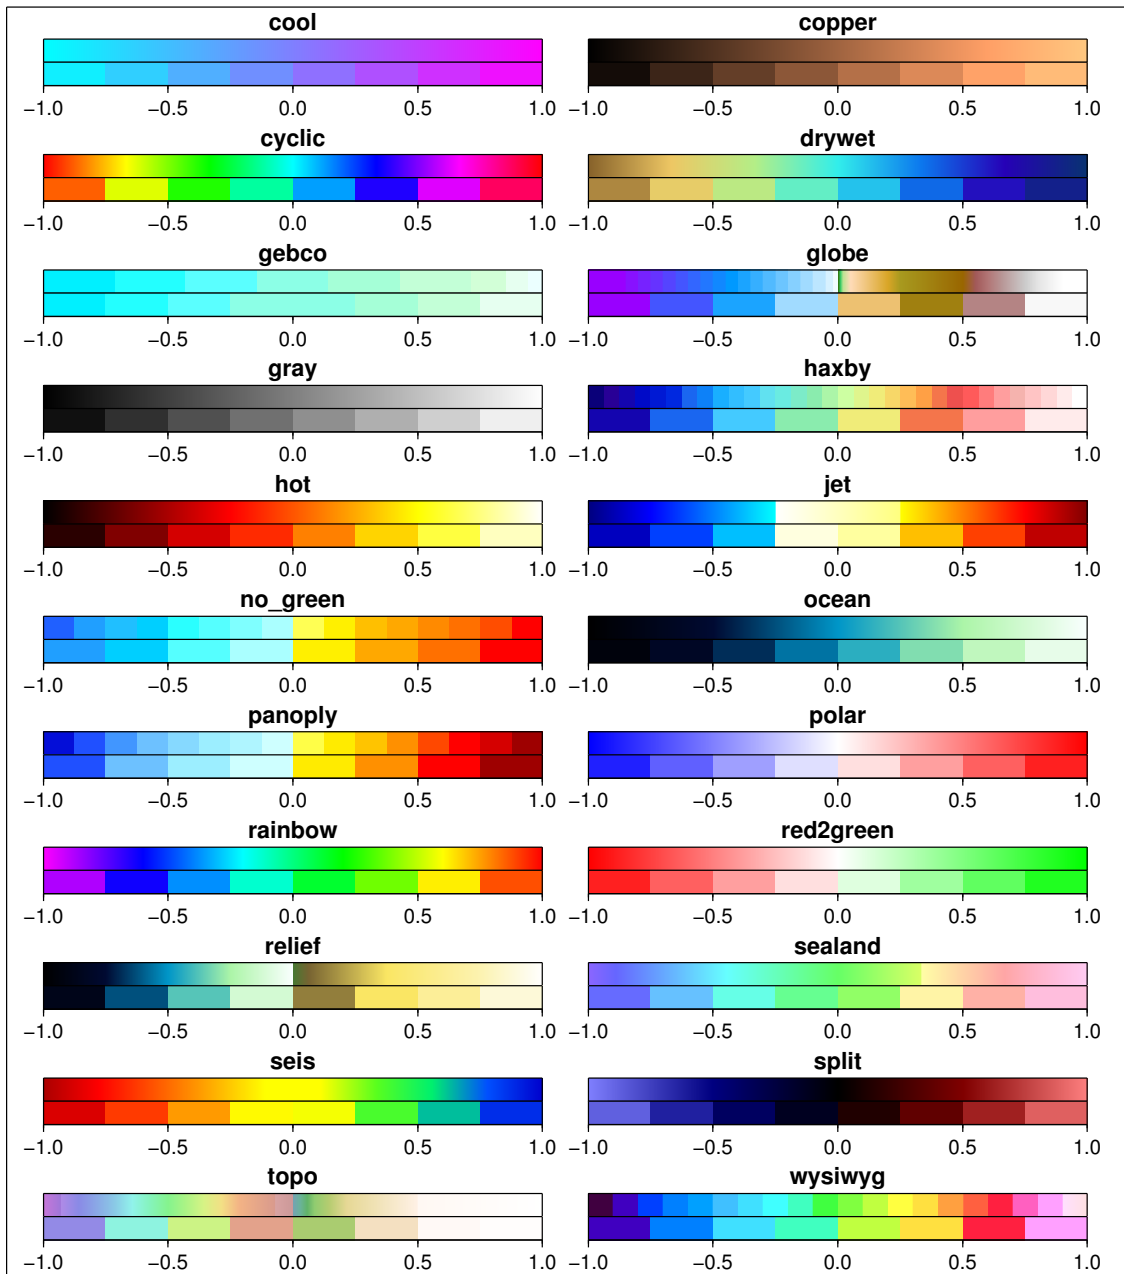 cool copper
−1.0 −0.5 0.0 0.5 1.0 −1.0 −0.5 0.0 0.5 1.0
cyclic drywet
−1.0 −0.5 0.0 0.5 1.0 −1.0 −0.5 0.0 0.5 1.0
gebco globe
−1.0 −0.5 0.0 0.5 1.0 −1.0 −0.5 0.0 0.5 1.0
gray haxby
−1.0 −0.5 0.0 0.5 1.0 −1.0 −0.5 0.0 0.5 1.0
hot jet
−1.0 −0.5 0.0 0.5 1.0 −1.0 −0.5 0.0 0.5 1.0
no_green ocean
−1.0 −0.5 0.0 0.5 1.0 −1.0 −0.5 0.0 0.5 1.0
panoply polar
−1.0 −0.5 0.0 0.5 1.0 −1.0 −0.5 0.0 0.5 1.0
rainbow red2green
−1.0 −0.5 0.0 0.5 1.0 −1.0 −0.5 0.0 0.5 1.0
relief sealand
−1.0 −0.5 0.0 0.5 1.0 −1.0 −0.5 0.0 0.5 1.0
seis split
−1.0 −0.5 0.0 0.5 1.0 −1.0 −0.5 0.0 0.5 1.0
topo wysiwyg
−1.0 −0.5 0.0 0.5 1.0 −1.0 −0.5 0.0 0.5 1.0